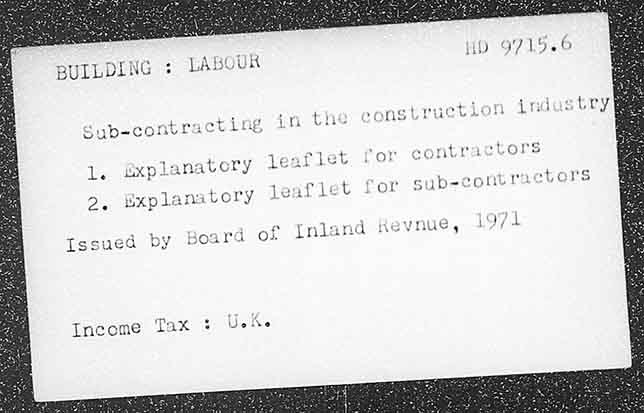 BUILDING : LABOUR
HD 9715.6
Sub-contracting in the construction industry
1. Explanatory leaflet for contractors
2. Explanatory leaflet for sub-contractors
Issued by Board of Inland Revnue, 1971
Income Tax : U.K.